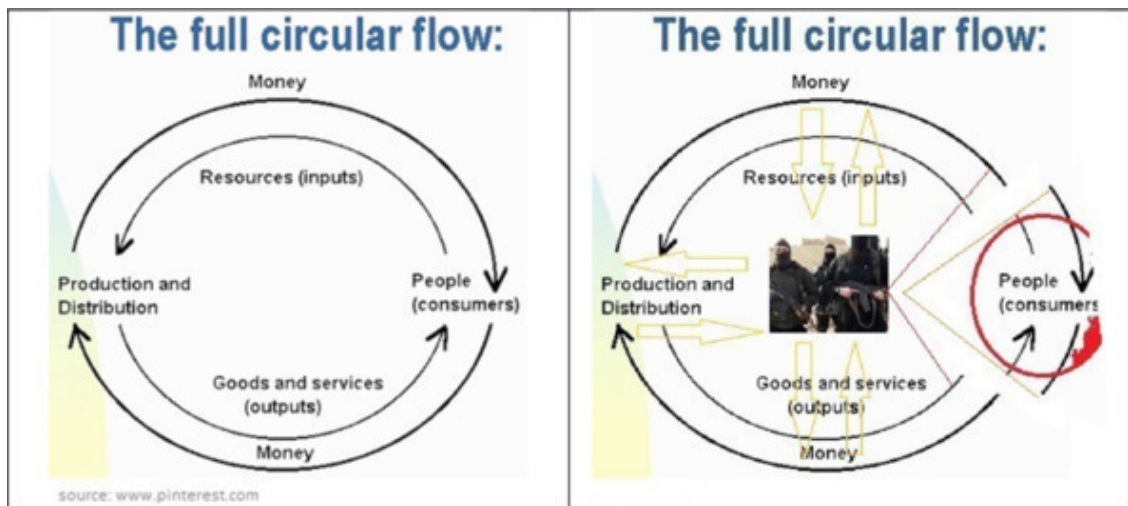 The full circular flow:
Money
Resources (inputs)
Production and
Distribution
People
(consumers)
Goods and services
(outputs)
Money
source: www.pinterest.com
The full circular flow:
Money
Resources (inputs)
Production and
Distribution
People
(consumers
Goods and services
(outputs)
Money